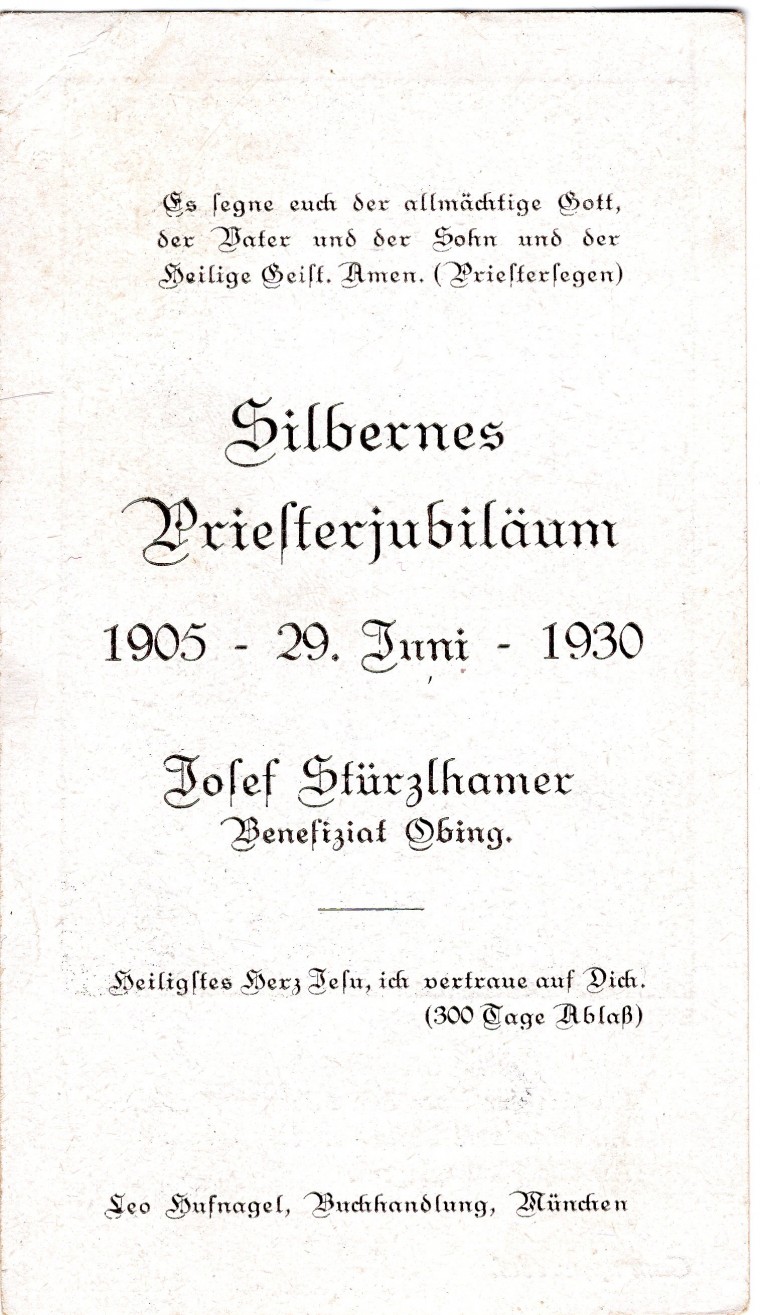 Es segne euch der allmächtige Gott,
der Vater und der Sohn und der
Heilige Geist. Amen. (Priestersegen)
Silbernes
Priesterjubiläum
1905 - 29. Juni - 1930
Josef Stürzlhamer
Benefiziat Obing.
Heiligstes Herz Jesu, ich vertraue auf Dich.
(300 Tage Ablaß)
Leo Hufnagel, Buchhandlung, München